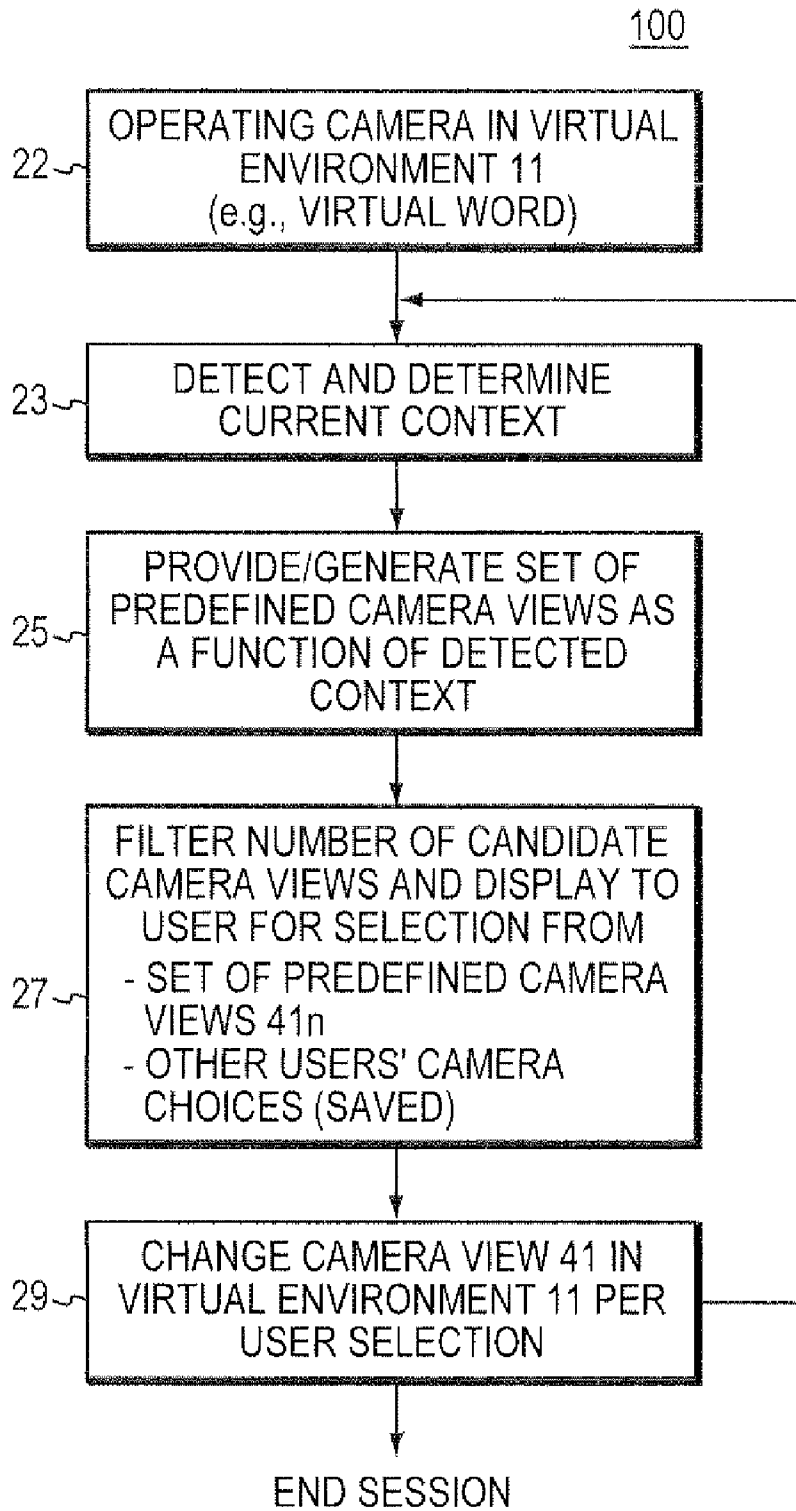 100
22
OPERATING CAMERA IN VIRTUAL
ENVIRONMENT 11
(e.g., VIRTUAL WORD)
23
DETECT AND DETERMINE
CURRENT CONTEXT
25
PROVIDE/GENERATE SET OF
PREDEFINED CAMERA VIEWS AS
A FUNCTION OF DETECTED
CONTEXT
27
FILTER NUMBER OF CANDIDATE
CAMERA VIEWS AND DISPLAY TO
USER FOR SELECTION FROM
- SET OF PREDEFINED CAMERA
VIEWS 41n
- OTHER USERS' CAMERA
CHOICES (SAVED)
29
CHANGE CAMERA VIEW 41 IN
VIRTUAL ENVIRONMENT 11 PER
USER SELECTION
END SESSION